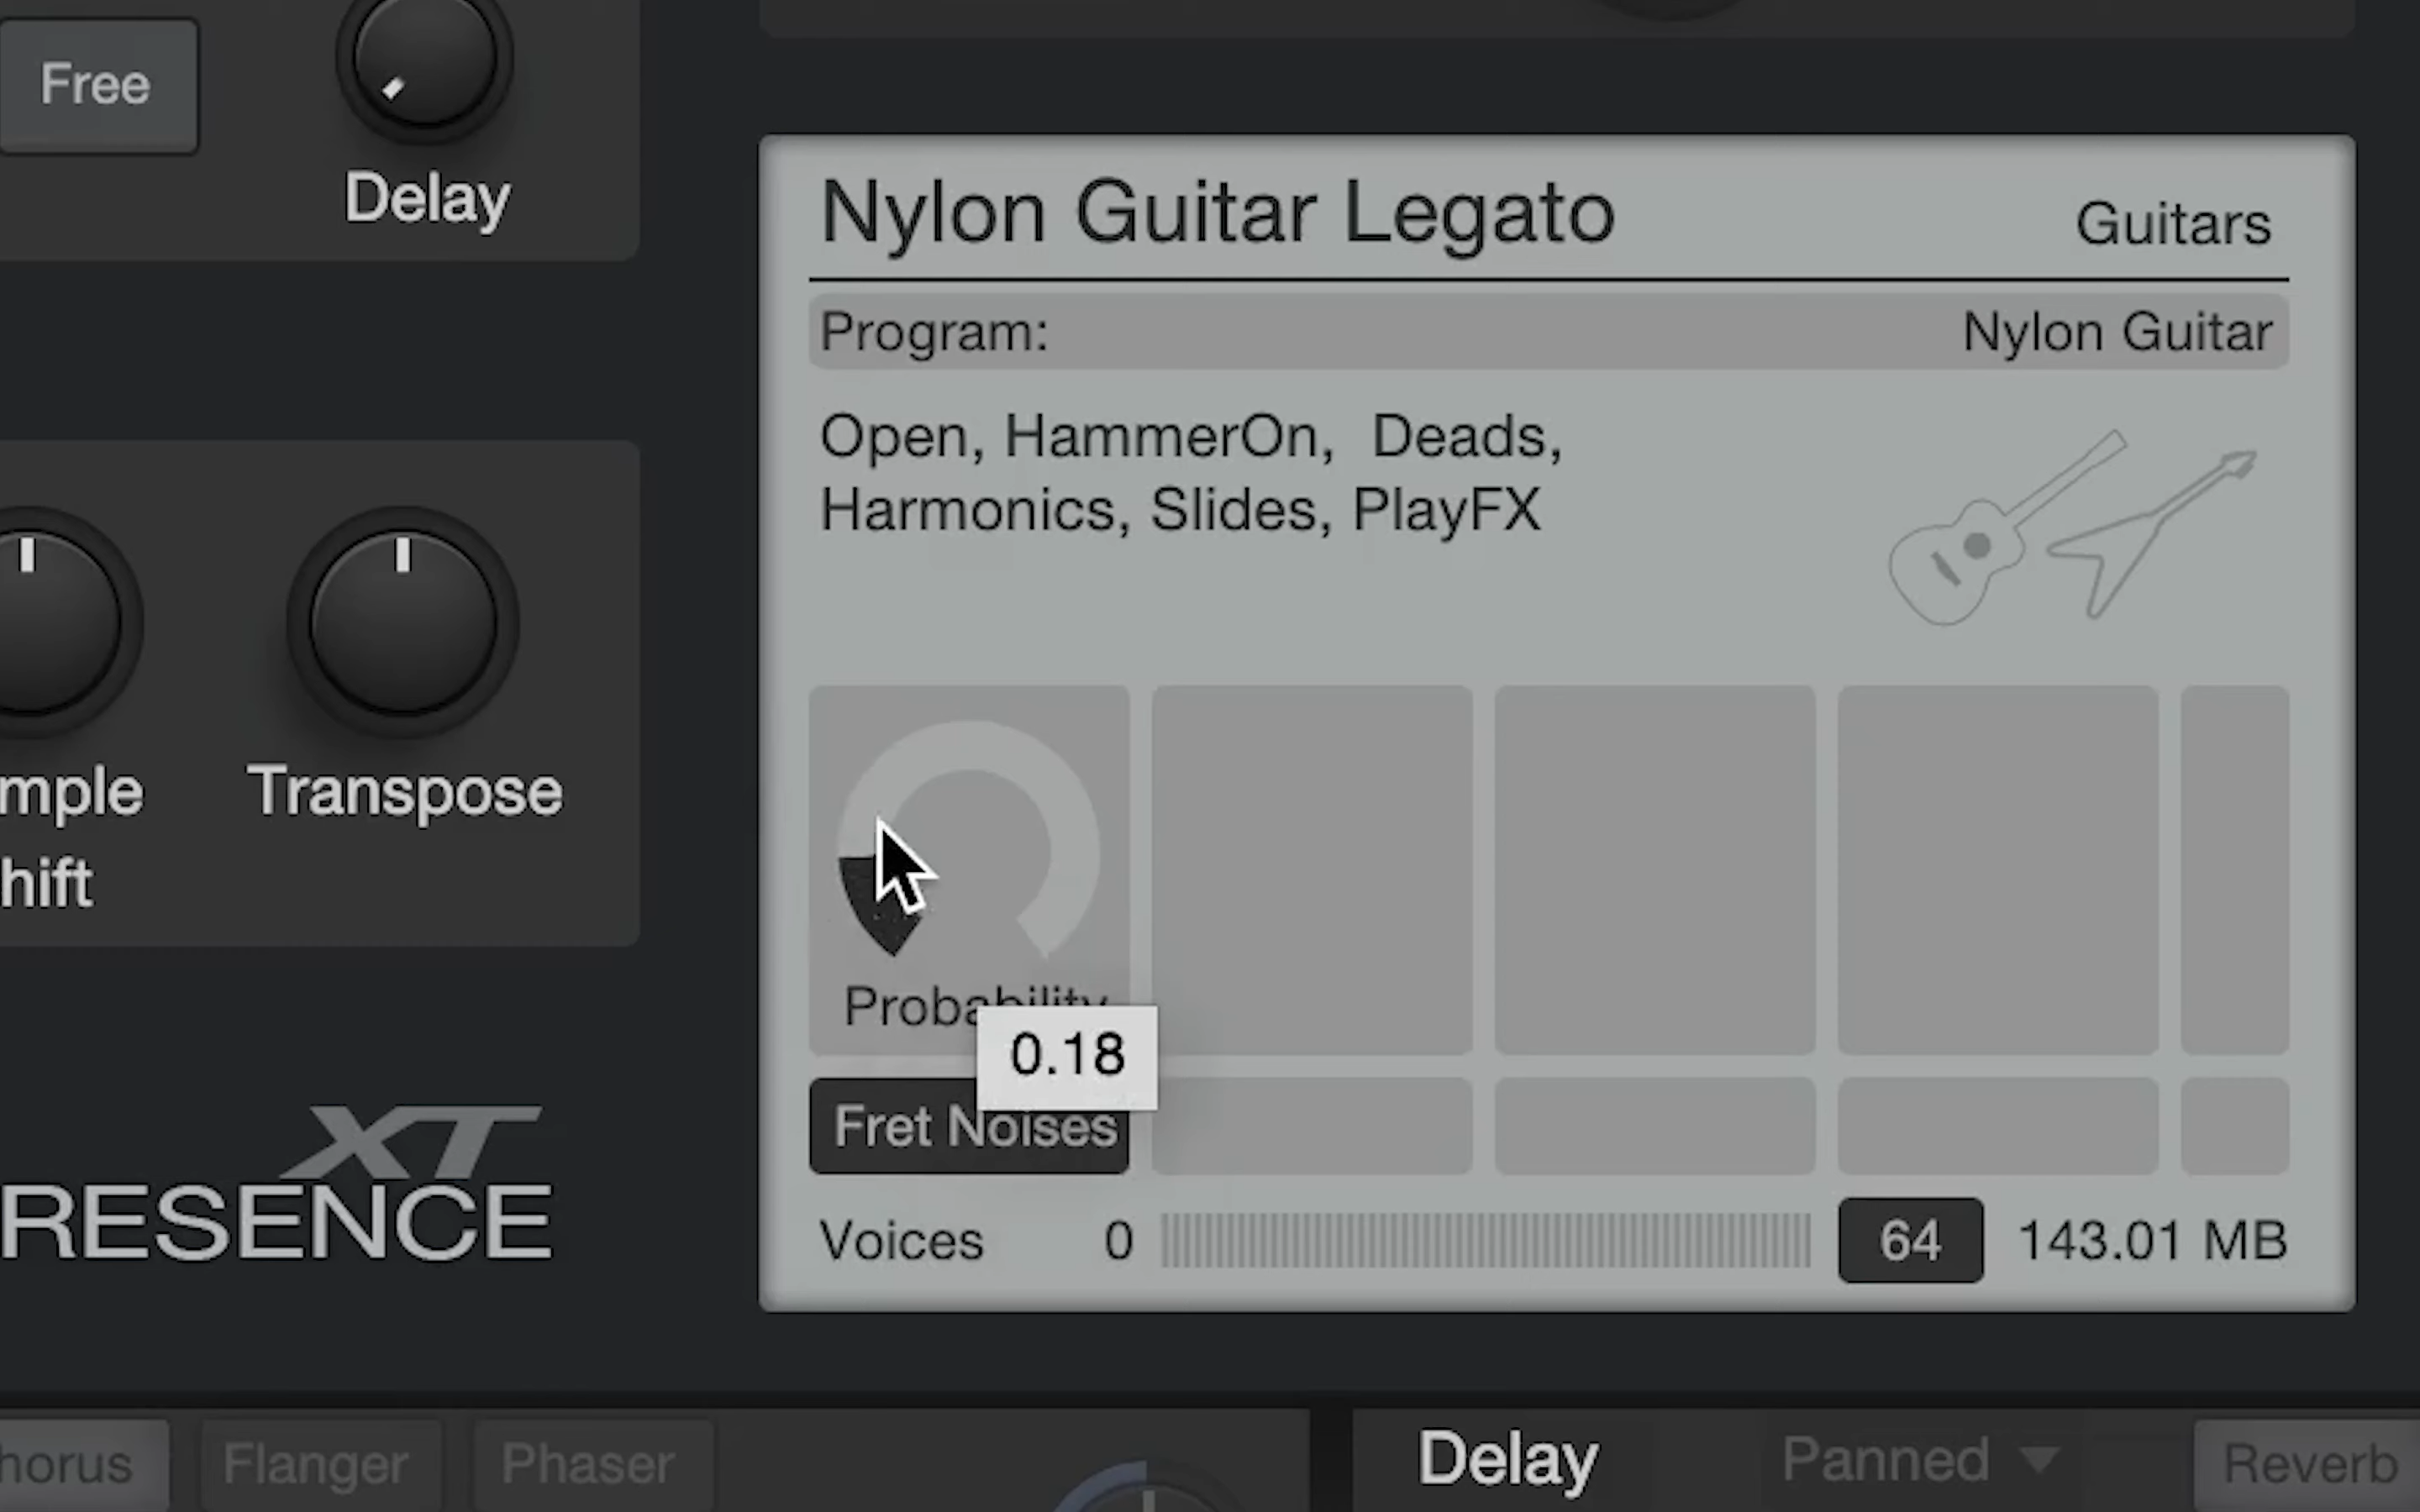 Free
Delay
Nylon Guitar Legato
Guitars
Program:
Nylon Guitar
Open, HammerOn, Deads,
Harmonics, Slides, PlayFX
mple
hift
Transpose
Probability
0.18
Fret Noises
XT
RESENCE
Voices 0
64
143.01 MB
horus
Flanger
Phaser
Delay
Panned
Reverb